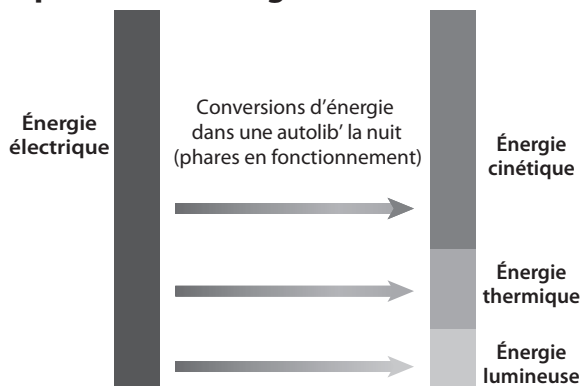 Énergie
électrique
Conversions d'énergie
dans une autolib' la nuit
(phares en fonctionnement)
Énergie
cinétique
Énergie
thermique
Énergie
lumineuse